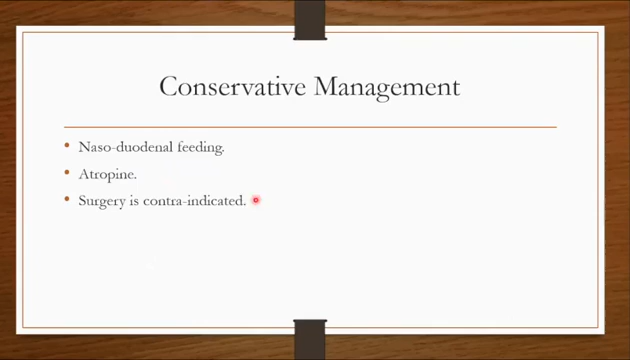 Conservative Management
• Naso-duodenal feeding.
• Atropine.
• Surgery is contra-indicated.